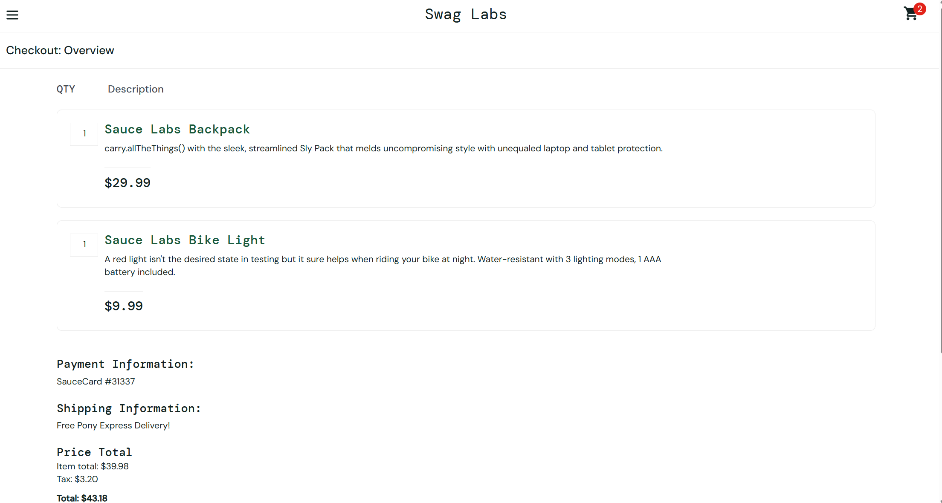 Swag Labs
2
Checkout: Overview
QTY Description
1
Sauce Labs Backpack
carry.allTheThings() with the sleek, streamlined Sly Pack that melds uncompromising style with unequaled laptop and tablet protection.
$29.99
1
Sauce Labs Bike Light
A red light isn't the desired state in testing but it sure helps when riding your bike at night. Water-resistant with 3 lighting modes, 1 AAA
battery included.
$9.99
Payment Information:
SauceCard #31337
Shipping Information:
Free Pony Express Delivery!
Price Total
Item total: $39.98
Tax: $3.20
Total: $43.18